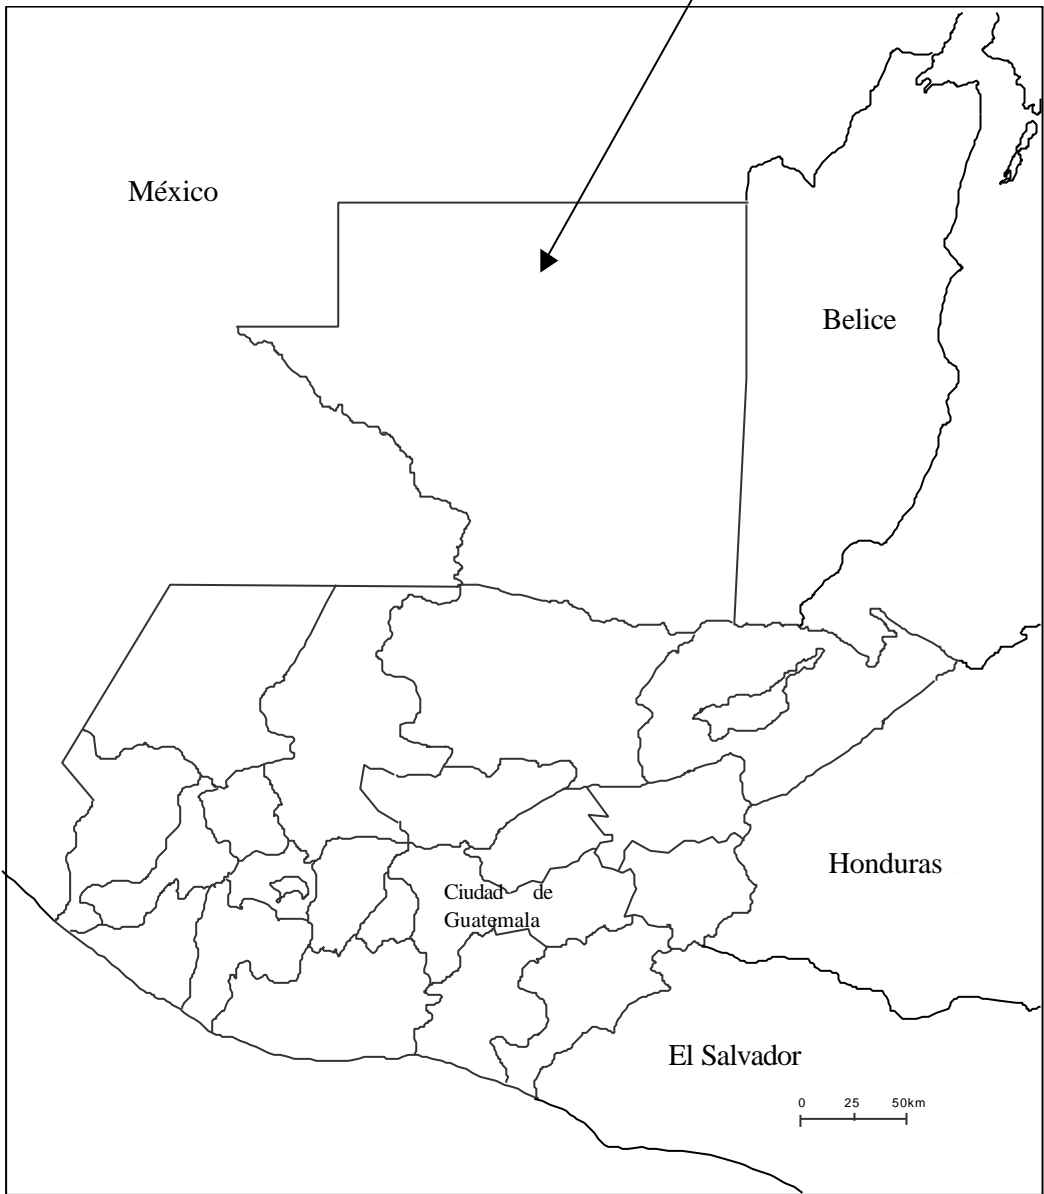 México
Belice
Honduras
Ciudad de
Guatemala
El Salvador
0 25 50km